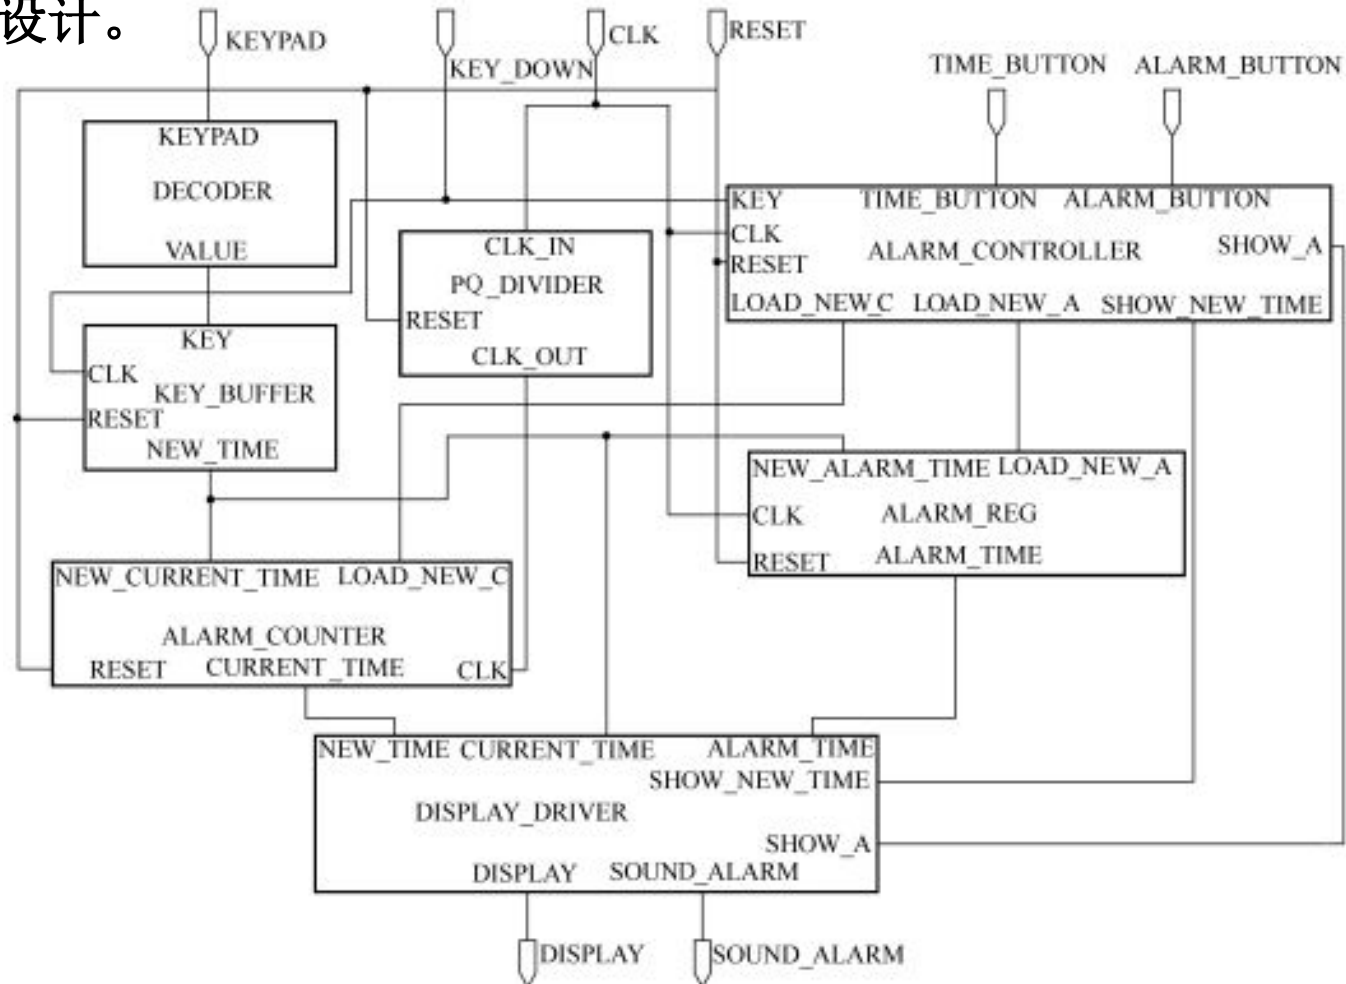 设计。
KEYPAD
KEY_DOWN
CLK
RESET
TIME_BUTTON
ALARM_BUTTON
KEYPAD
DECODER
VALUE
CLK_IN
PQ_DIVIDER
RESET
CLK_OUT
KEY
TIME_BUTTON
ALARM_BUTTON
CLK
ALARM_CONTROLLER
SHOW_A
RESET
LOAD_NEW_C
LOAD_NEW_A
SHOW_NEW_TIME
KEY
CLK
KEY_BUFFER
RESET
NEW_TIME
NEW_ALARM_TIME
LOAD_NEW_A
CLK
ALARM_REG
RESET
ALARM_TIME
NEW_CURRENT_TIME
LOAD_NEW_C
ALARM_COUNTER
RESET
CURRENT_TIME
CLK
NEW_TIME
CURRENT_TIME
ALARM_TIME
SHOW_NEW_TIME
DISPLAY_DRIVER
SHOW_A
DISPLAY
SOUND_ALARM
DISPLAY
SOUND_ALARM